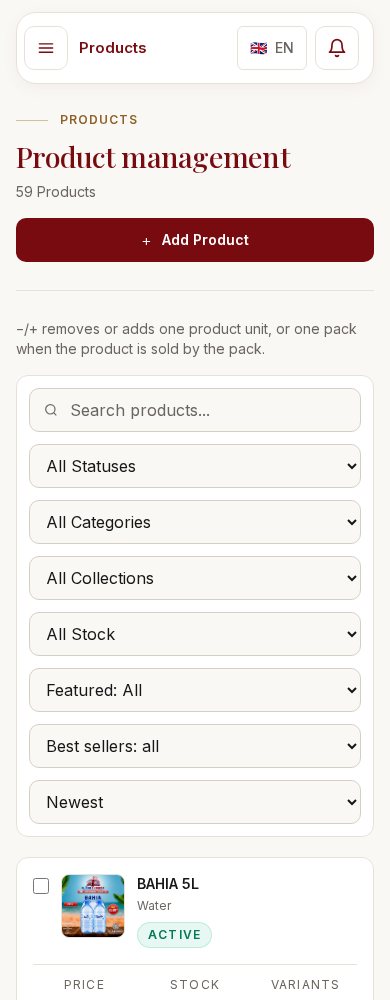 Products
EN
PRODUCTS
Product management
59 Products
+ Add Product
−/+ removes or adds one product unit, or one pack
when the product is sold by the pack.
Search products...
All Statuses
All Categories
All Collections
All Stock
Featured: All
Best sellers: all
Newest
BAHIA 5L
Water
ACTIVE
BAHIA
PRICE STOCK VARIANTS